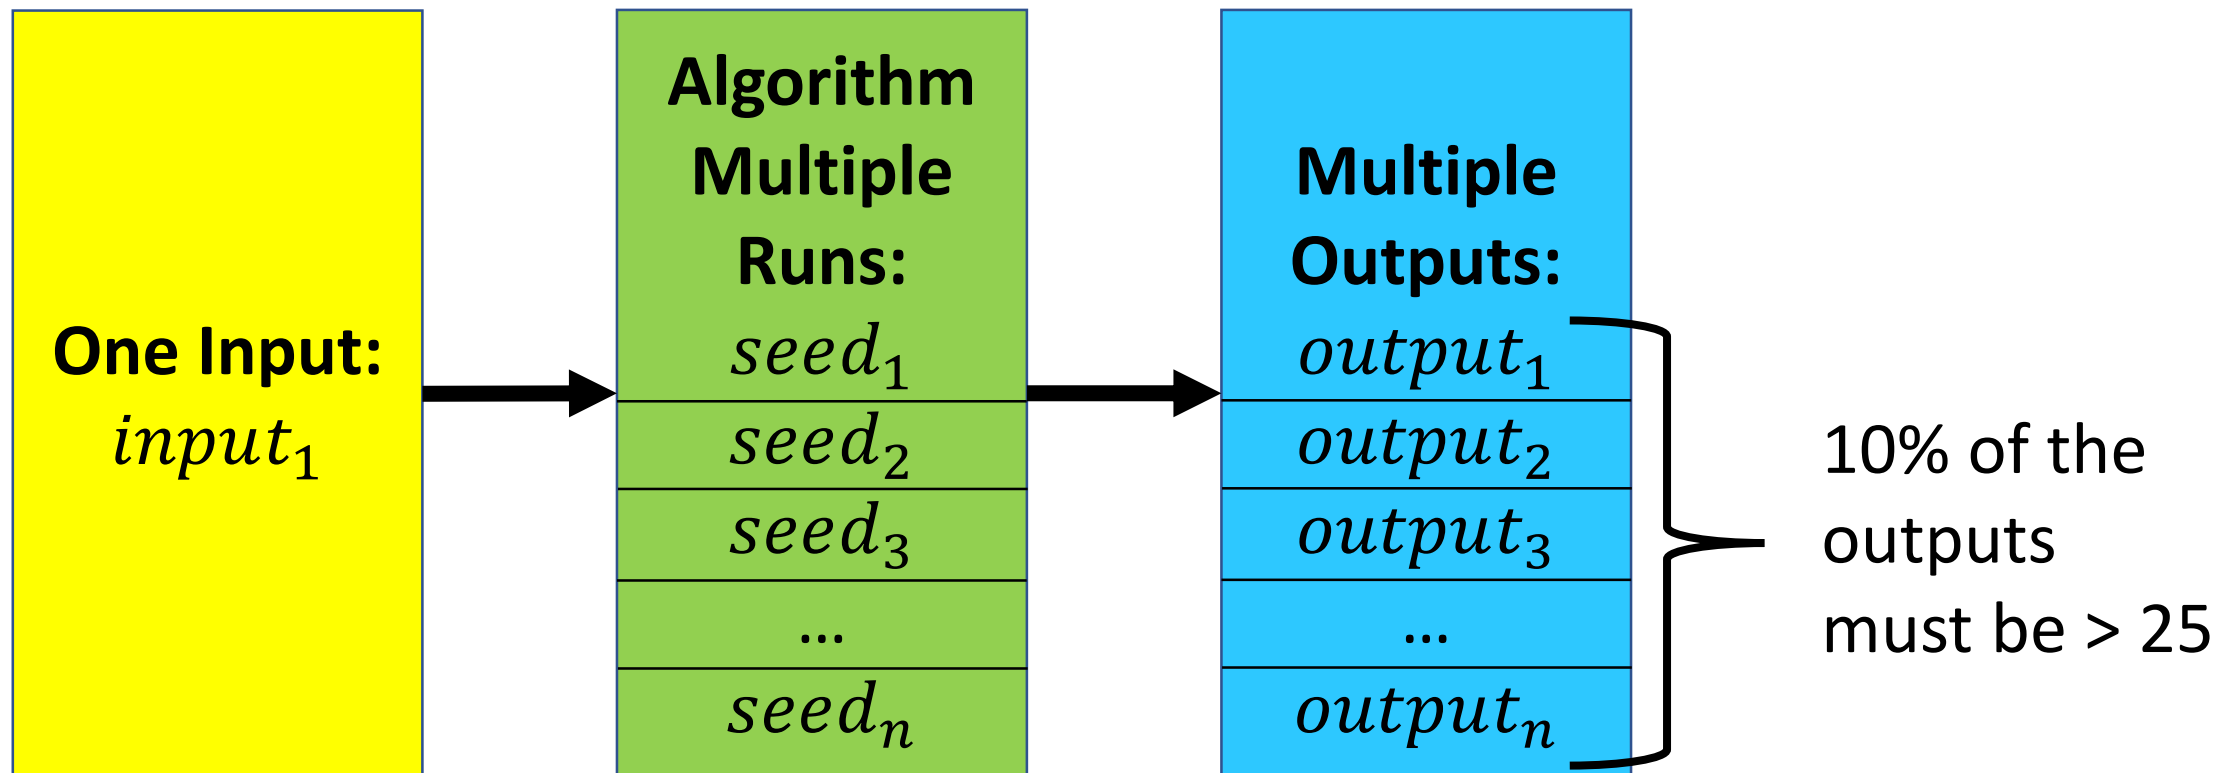 One Input:
input₁
Algorithm
Multiple
Runs:
seed₁
seed₂
seed₃
...
seedₙ
Multiple
Outputs:
output₁
output₂
output₃
...
outputₙ
10% of the
outputs
must be > 25